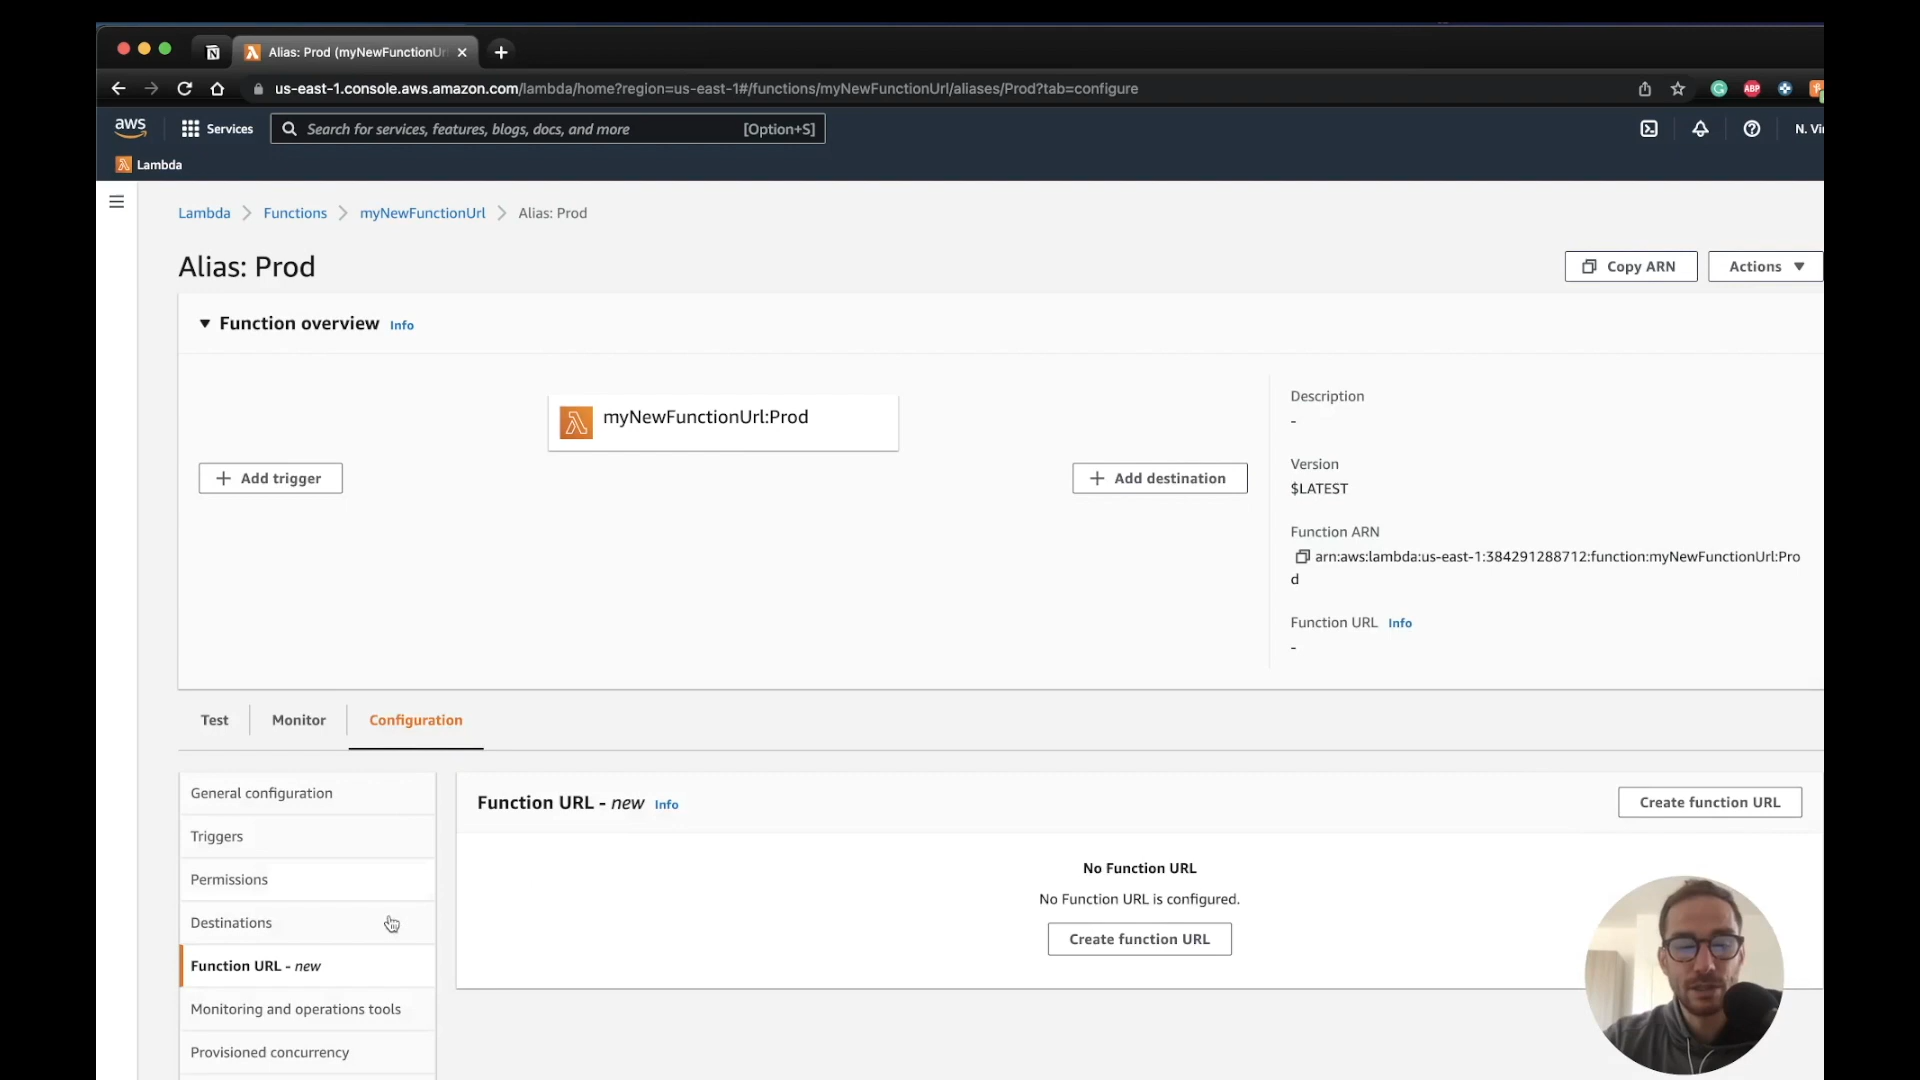 Alias: Prod (myNewFunctionUr
us-east-1.console.aws.amazon.com/lambda/home?region=us-east-1#/functions/myNewFunctionUrl/aliases/Prod?tab=configure
ABP
aws
Services
Search for services, features, blogs, docs, and more
[Option+S]
N. Vi
Lambda
Lambda
Functions
myNewFunctionUrl
Alias: Prod
Alias: Prod
Copy ARN
Actions
Function overview Info
myNewFunctionUrl:Prod
Add trigger
Add destination
Description
-
Version
$LATEST
Function ARN
arn:aws:lambda:us-east-1:384291288712:function:myNewFunctionUrl:Pro
d
Function URL Info
-
Test
Monitor
Configuration
General configuration
Triggers
Permissions
Destinations
Function URL - new
Monitoring and operations tools
Provisioned concurrency
Function URL - new Info
Create function URL
No Function URL
No Function URL is configured.
Create function URL